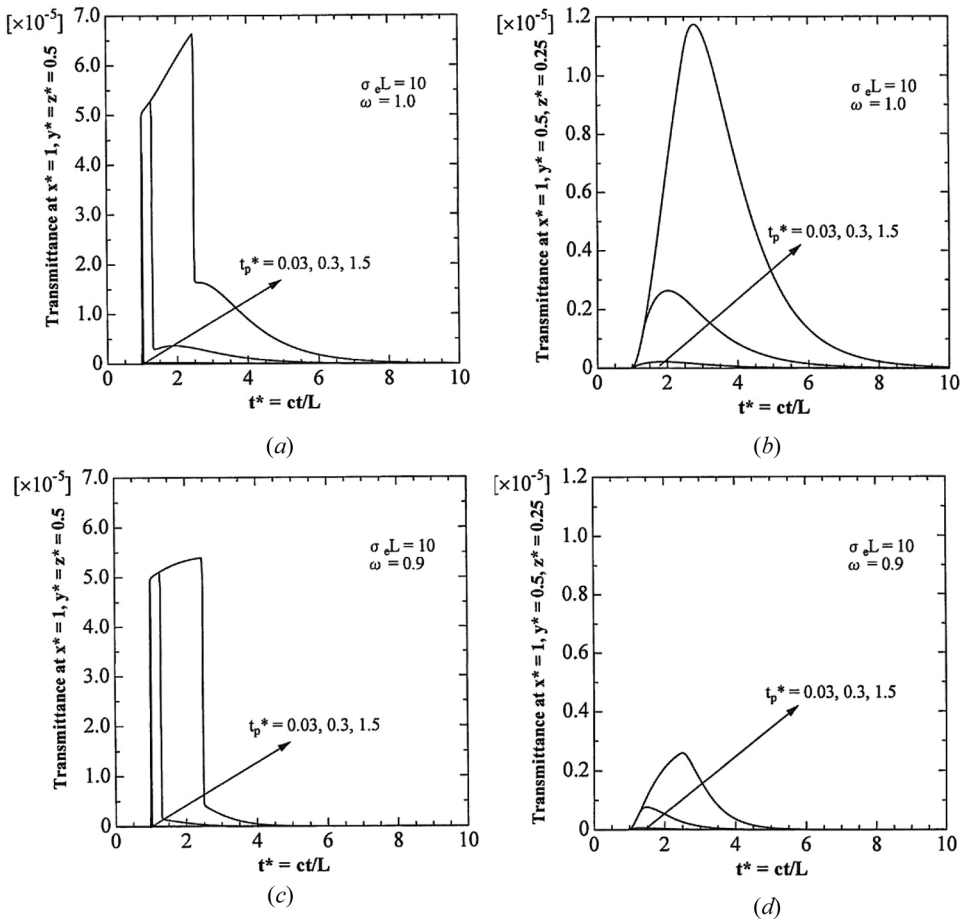 [×10⁻⁵]
Transmittance at x* = 1, y* = z* = 0.5
7.0
6.0
5.0
4.0
3.0
2.0
1.0
0
σ e L = 10
ω = 1.0
tp* = 0.03, 0.3, 1.5
0 2 4 6 8 10
t* = ct/L
(a)
[×10⁻⁵]
Transmittance at x* = 1, y* = 0.5, z* = 0.25
1.2
1.0
0.8
0.6
0.4
0.2
0
σ e L = 10
ω = 1.0
tp* = 0.03, 0.3, 1.5
0 2 4 6 8 10
t* = ct/L
(b)
[×10⁻⁵]
Transmittance at x* = 1, y* = z* = 0.5
7.0
6.0
5.0
4.0
3.0
2.0
1.0
0
σ e L = 10
ω = 0.9
tp* = 0.03, 0.3, 1.5
0 2 4 6 8 10
t* = ct/L
(c)
[×10⁻⁵]
Transmittance at x* = 1, y* = 0.5, z* = 0.25
1.2
1.0
0.8
0.6
0.4
0.2
0
σ e L = 10
ω = 0.9
tp* = 0.03, 0.3, 1.5
0 2 4 6 8 10
t* = ct/L
(d)